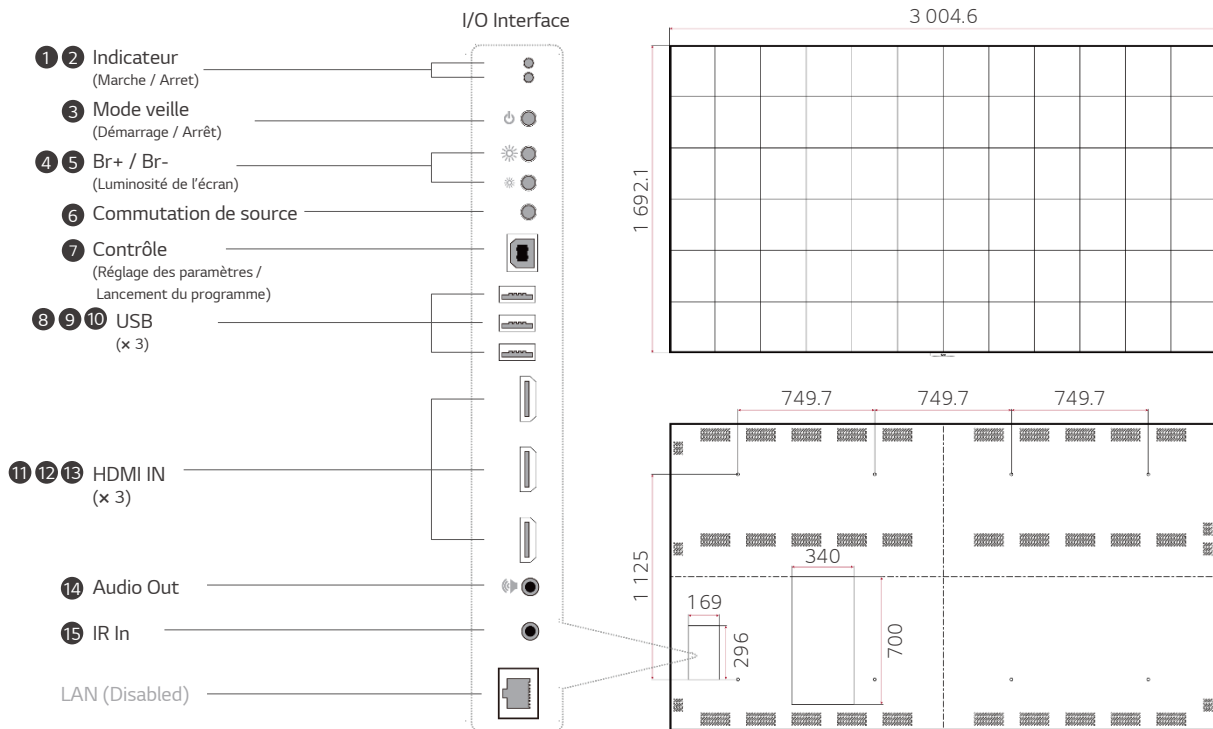 I/O Interface
1 2 Indicateur
(Marche / Arret)
3 Mode veille
(Démarrage / Arrêt)
4 5 Br+ / Br-
(Luminosité de l'écran)
6 Commutation de source
7 Contrôle
(Réglage des paramètres /
Lancement du programme)
8 9 10 USB
(× 3)
11 12 13 HDMI IN
(× 3)
14 Audio Out
15 IR In
LAN (Disabled)
3 004.6
1 692.1
749.7 749.7 749.7
1 125
340
169
296
700